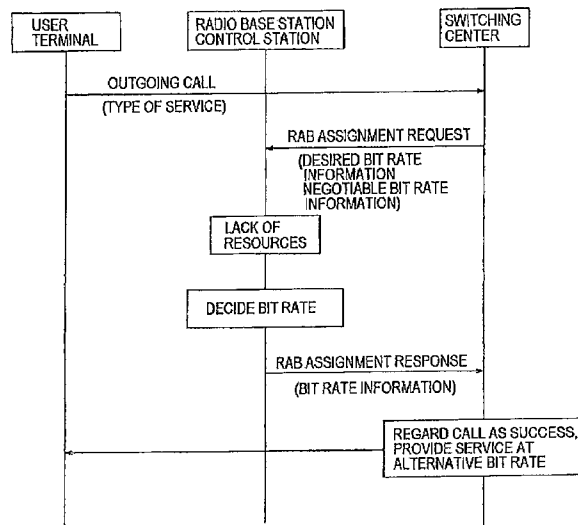 USER
TERMINAL
RADIO BASE STATION
CONTROL STATION
SWITCHING
CENTER
OUTGOING CALL
(TYPE OF SERVICE)
RAB ASSIGNMENT REQUEST
(DESIRED BIT RATE
INFORMATION
NEGOTIABLE BIT RATE
INFORMATION)
LACK OF
RESOURCES
DECIDE BIT RATE
RAB ASSIGNMENT RESPONSE
(BIT RATE INFORMATION)
REGARD CALL AS SUCCESS,
PROVIDE SERVICE AT
ALTERNATIVE BIT RATE